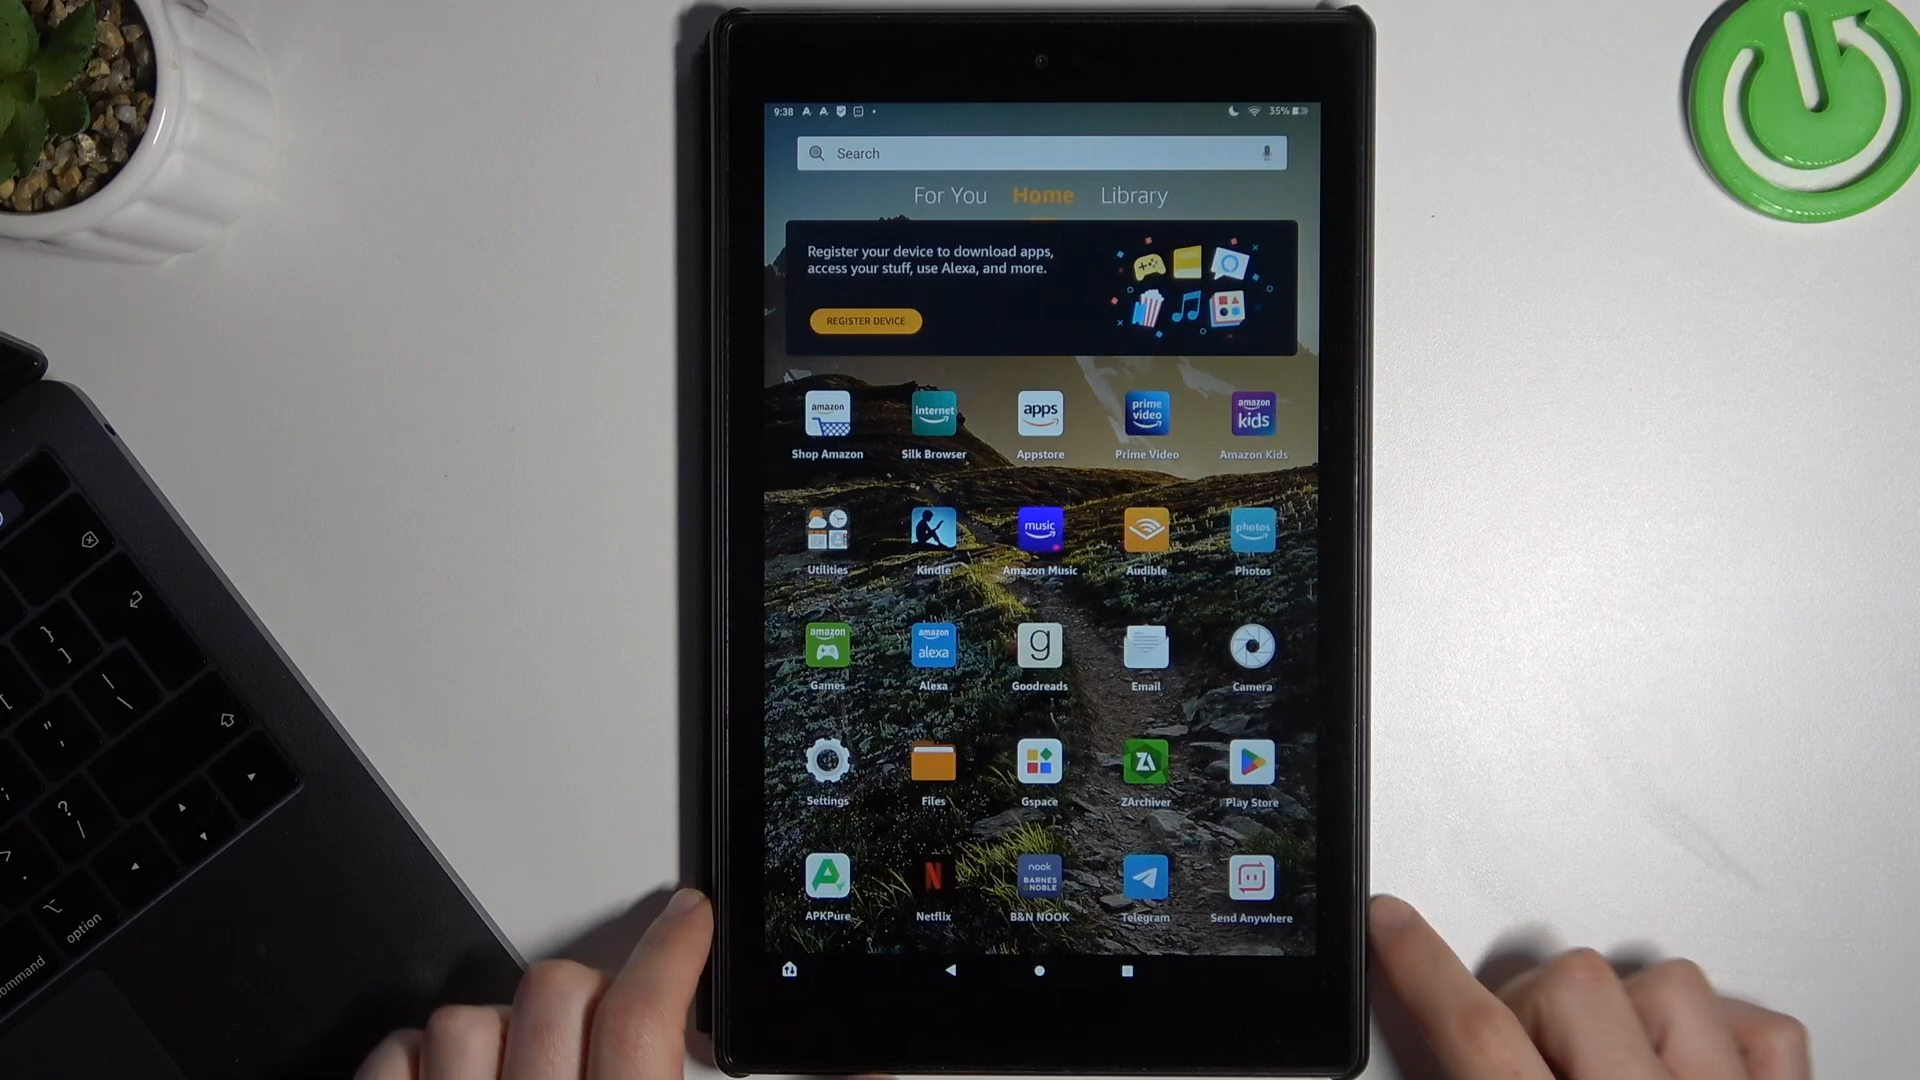 9:38
35%
Search
For You Home Library
Register your device to download apps,
access your stuff, use Alexa, and more.
REGISTER DEVICE
amazon
internet
apps
prime
video
amazon
kids
Shop Amazon
Silk Browser
Appstore
Prime Video
Amazon Kids
music
photos
Utilities
Kindle
Amazon Music
Audible
Photos
amazon
amazon
alexa
g
Games
Alexa
Goodreads
Email
Camera
ZA
Settings
Files
Gspace
ZArchiver
Play Store
A
N
nook
BARNES
&NOBLE
APKPure
Netflix
B&N NOOK
Telegram
Send Anywhere
option
command